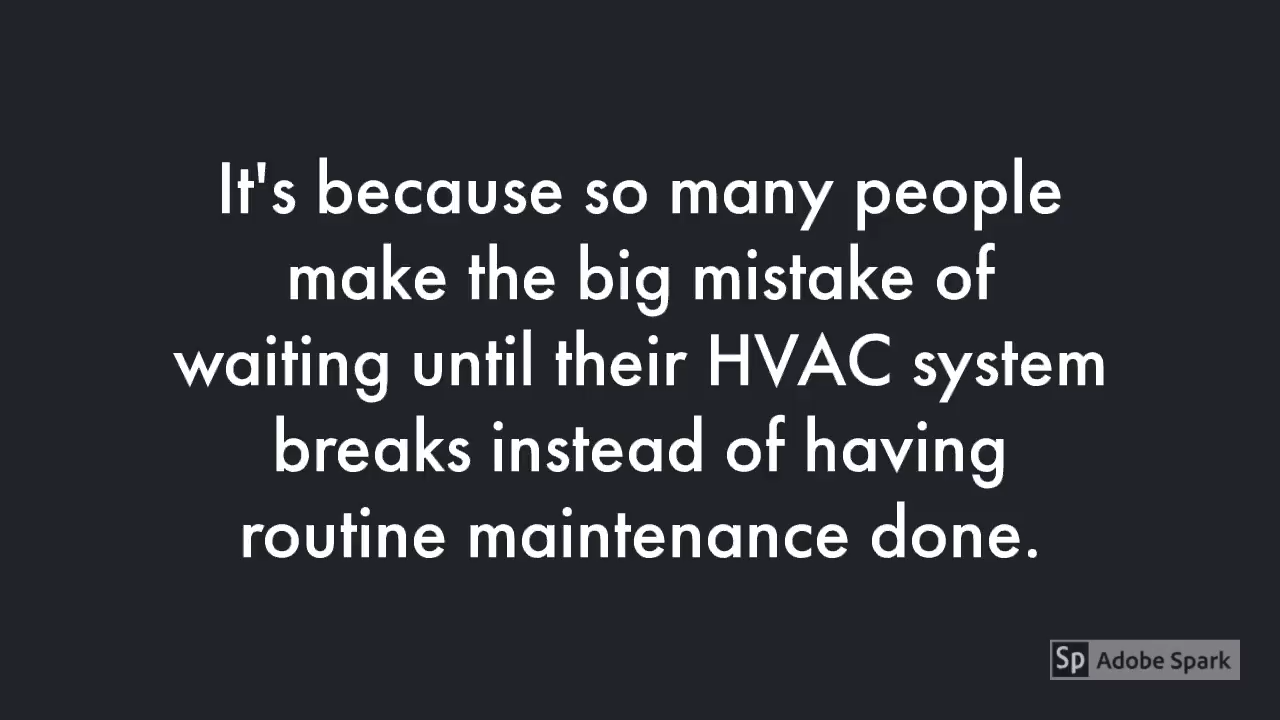 It's because so many people
make the big mistake of
waiting until their HVAC system
breaks instead of having
routine maintenance done.
Sp Adobe Spark